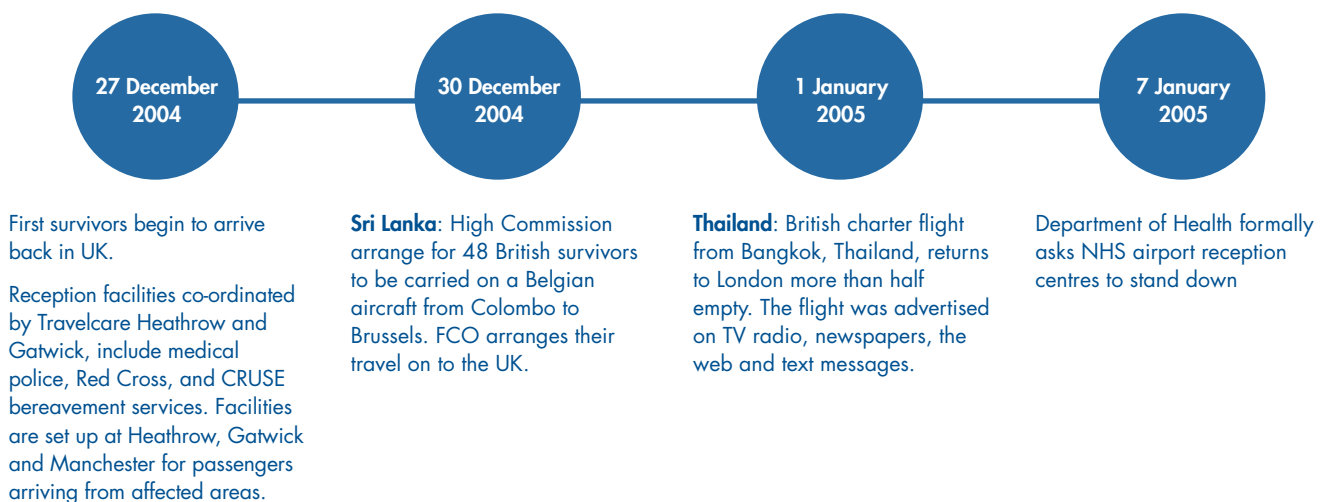 27 December
2004
30 December
2004
1 January
2005
7 January
2005
First survivors begin to arrive
back in UK.
Reception facilities co-ordinated
by Travelcare Heathrow and
Gatwick, include medical
police, Red Cross, and CRUSE
bereavement services. Facilities
are set up at Heathrow, Gatwick
and Manchester for passengers
arriving from affected areas.
Sri Lanka: High Commission
arrange for 48 British survivors
to be carried on a Belgian
aircraft from Colombo to
Brussels. FCO arranges their
travel on to the UK.
Thailand: British charter flight
from Bangkok, Thailand, returns
to London more than half
empty. The flight was advertised
on TV radio, newspapers, the
web and text messages.
Department of Health formally
asks NHS airport reception
centres to stand down